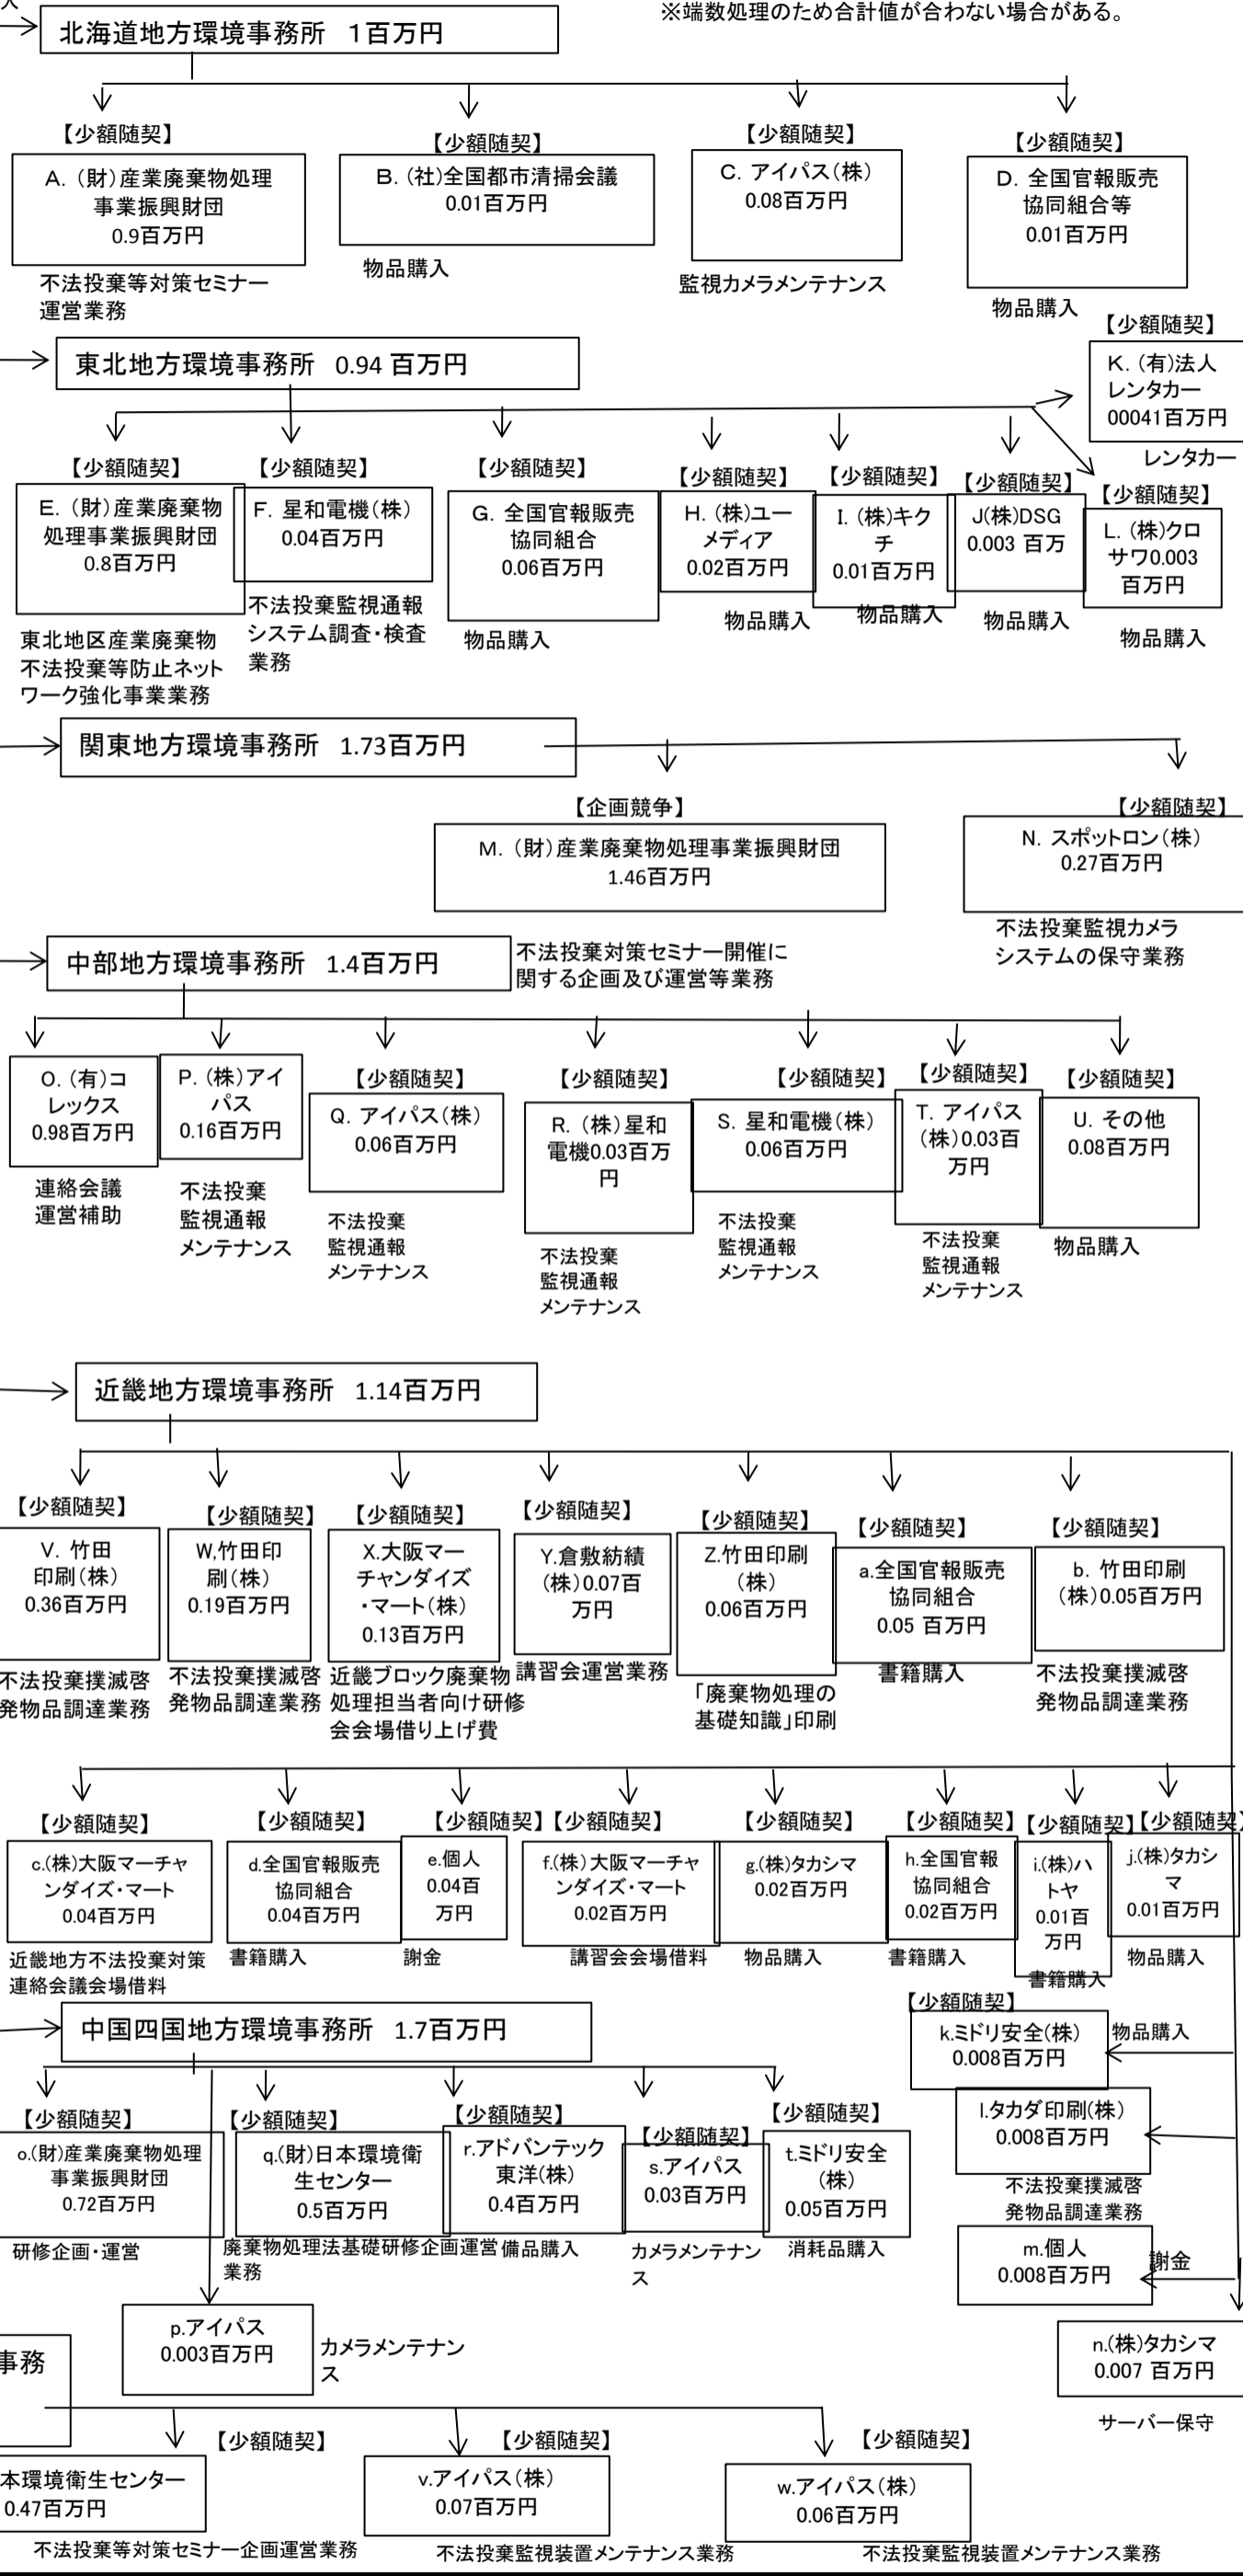 人
※端数処理のため合計値が合わない場合がある。
北海道地方環境事務所 1百万円
【少額随契】
A.（財）産業廃棄物処理
事業振興財団
0.9百万円
不法投棄等対策セミナー
運営業務
【少額随契】
B.（社）全国都市清掃会議
0.01百万円
物品購入
【少額随契】
C. アイパス（株）
0.08百万円
監視カメラメンテナンス
【少額随契】
D. 全国官報販売
協同組合等
0.01百万円
物品購入
東北地方環境事務所 0.94 百万円
【少額随契】
K.（有）法人
レンタカー
00041百万円
レンタカー
【少額随契】
E.（財）産業廃棄物
処理事業振興財団
0.8百万円
東北地区産業廃棄物
不法投棄等防止ネット
ワーク強化事業業務
【少額随契】
F. 星和電機（株）
0.04百万円
不法投棄監視通報
システム調査・検査
業務
【少額随契】
G. 全国官報販売
協同組合
0.06百万円
物品購入
【少額随契】
H.（株）ユー
メディア
0.02百万円
物品購入
【少額随契】
I.（株）キク
チ
0.01百万円
物品購入
【少額随契】
J（株）DSG
0.003 百万
物品購入
【少額随契】
L.（株）クロ
サワ0.003
百万円
物品購入
関東地方環境事務所 1.73百万円
【企画競争】
M.（財）産業廃棄物処理事業振興財団
1.46百万円
不法投棄対策セミナー開催に
関する企画及び運営等業務
【少額随契】
N. スポットロン（株）
0.27百万円
不法投棄監視カメラ
システムの保守業務
中部地方環境事務所 1.4百万円
O.（有）コ
レックス
0.98百万円
連絡会議
運営補助
P.（株）アイ
パス
0.16百万円
不法投棄
監視通報
メンテナンス
【少額随契】
Q. アイパス（株）
0.06百万円
不法投棄
監視通報
メンテナンス
【少額随契】
R.（株）星和
電機0.03百万
円
不法投棄
監視通報
メンテナンス
【少額随契】
S. 星和電機（株）
0.06百万円
不法投棄
監視通報
メンテナンス
【少額随契】
T. アイパス
（株）0.03百
万円
不法投棄
監視通報
メンテナンス
【少額随契】
U. その他
0.08百万円
物品購入
近畿地方環境事務所 1.14百万円
【少額随契】
V. 竹田
印刷（株）
0.36百万円
不法投棄撲滅啓
発物品調達業務
【少額随契】
W,竹田印
刷（株）
0.19百万円
不法投棄撲滅啓
発物品調達業務
【少額随契】
X.大阪マー
チャンダイズ
・マート（株）
0.13百万円
近畿ブロック廃棄物
処理担当者向け研修
会会場借り上げ費
【少額随契】
Y.倉敷紡績
（株）0.07百
万円
講習会運営業務
【少額随契】
Z.竹田印刷
（株）
0.06百万円
「廃棄物処理の
基礎知識」印刷
【少額随契】
a.全国官報販売
協同組合
0.05 百万円
書籍購入
【少額随契】
b. 竹田印刷
（株）0.05百万円
不法投棄撲滅啓
発物品調達業務
【少額随契】
c.(株)大阪マーチャ
ンダイズ・マート
0.04百万円
近畿地方不法投棄対策
連絡会議会場借料
【少額随契】
d.全国官報販売
協同組合
0.04百万円
書籍購入
【少額随契】
e.個人
0.04百
万円
謝金
【少額随契】
f.(株)大阪マーチャ
ンダイズ・マート
0.02百万円
講習会会場借料
【少額随契】
g.(株)タカシマ
0.02百万円
物品購入
【少額随契】
h.全国官報
協同組合
0.02百万円
書籍購入
【少額随契】
i.(株)ハ
トヤ
0.01百
万円
書籍購入
【少額随契】
j.(株)タカシ
マ
0.01百万円
物品購入
【少額随契】
k.ミドリ安全(株)
0.008百万円
物品購入
l.タカダ印刷(株)
0.008百万円
不法投棄撲滅啓
発物品調達業務
m.個人
0.008百万円
謝金
n.(株)タカシマ
0.007 百万円
サーバー保守
中国四国地方環境事務所 1.7百万円
【少額随契】
o.(財)産業廃棄物処理
事業振興財団
0.72百万円
研修企画・運営
【少額随契】
q.(財)日本環境衛
生センター
0.5百万円
廃棄物処理法基礎研修企画運営
業務
【少額随契】
r.アドバンテック
東洋(株)
0.4百万円
備品購入
【少額随契】
s.アイパス
0.03百万円
カメラメンテナン
ス
【少額随契】
t.ミドリ安全
(株)
0.05百万円
消耗品購入
p.アイパス
0.003百万円
カメラメンテナン
ス
事務
【少額随契】
本環境衛生センター
0.47百万円
不法投棄等対策セミナー企画運営業務
【少額随契】
v.アイパス（株）
0.07百万円
不法投棄監視装置メンテナンス業務
【少額随契】
w.アイパス（株）
0.06百万円
不法投棄監視装置メンテナンス業務